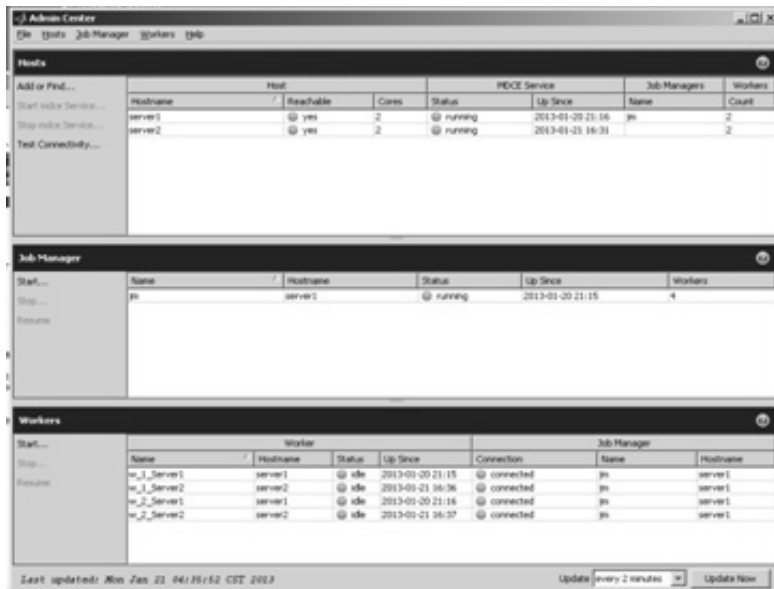 Admin Center
File Hosts Job Manager Workers Help
Hosts
Add or Find...
Start mdce Service...
Stop mdce Service...
Test Connectivity...
Host MDCE Service Job Managers Workers
Hostname Reachable Cores Status Up Since Name Count
server1 yes 2 running 2013-01-20 21:16 jm 2
server2 yes 2 running 2013-01-21 16:31 2
Job Manager
Start...
Stop...
Resume
Name Hostname Status Up Since Workers
jm server1 running 2013-01-20 21:15 4
Workers
Start...
Stop...
Resume
Worker Job Manager
Name Hostname Status Up Since Connection Name Hostname
w_1_Server1 server1 idle 2013-01-20 21:15 connected jm server1
w_1_Server2 server2 idle 2013-01-21 16:36 connected jm server1
w_2_Server1 server1 idle 2013-01-20 21:16 connected jm server1
w_2_Server2 server2 idle 2013-01-21 16:37 connected jm server1
Last updated: Mon Jan 21 04:35:52 CST 2013
Update every 2 minutes Update Now